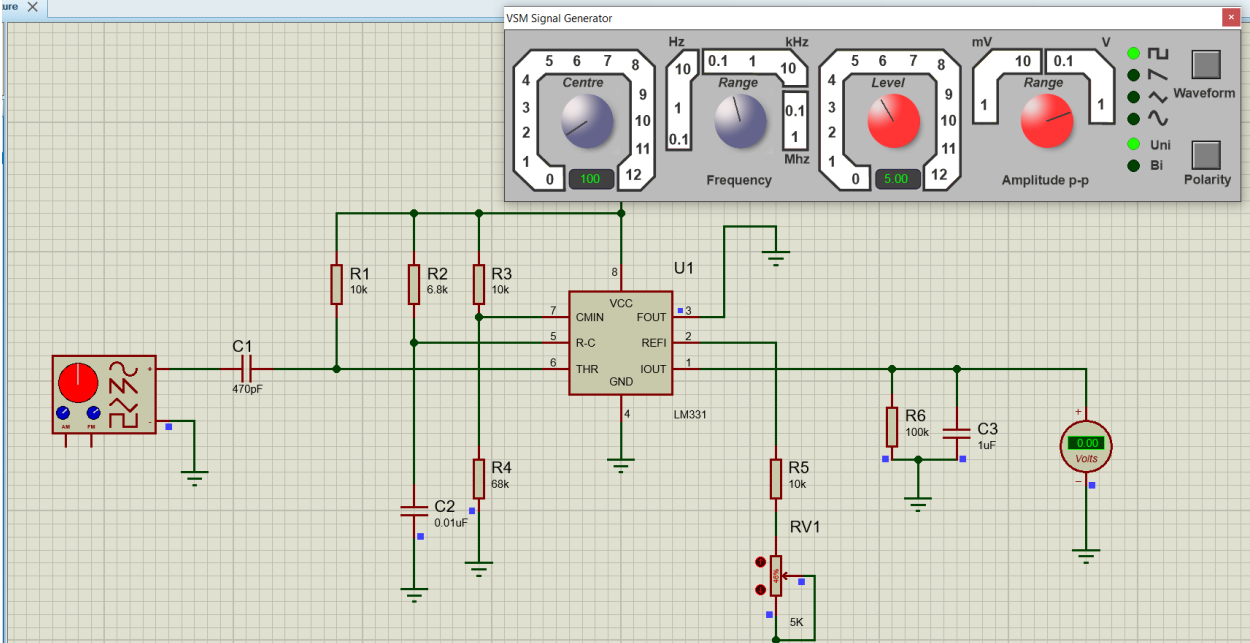 ure
VSM Signal Generator
Hz kHz mV V
5 6 7 8 10 0.1 1 10 5 6 7 8 10 0.1
4 Centre Range 4 Level Range
3 9 3 9
2 10 1 0.1 2 10 1 1
1 11 0.1 1 1 11
0 100 12 Mhz 0 5.00 12
Frequency Amplitude p-p
Waveform
Uni
Bi
Polarity
R1
10k
R2
6.8k
R3
10k
U1
8
VCC
7 CMIN FOUT 3
5 R-C REFI 2
6 THR IOUT 1
GND
4
LM331
C1
470pF
+
AM FM
-
R4
68k
C2
0.01uF
R5
10k
RV1
46%
5K
R6
100k
C3
1uF
+
0.00
Volts
-